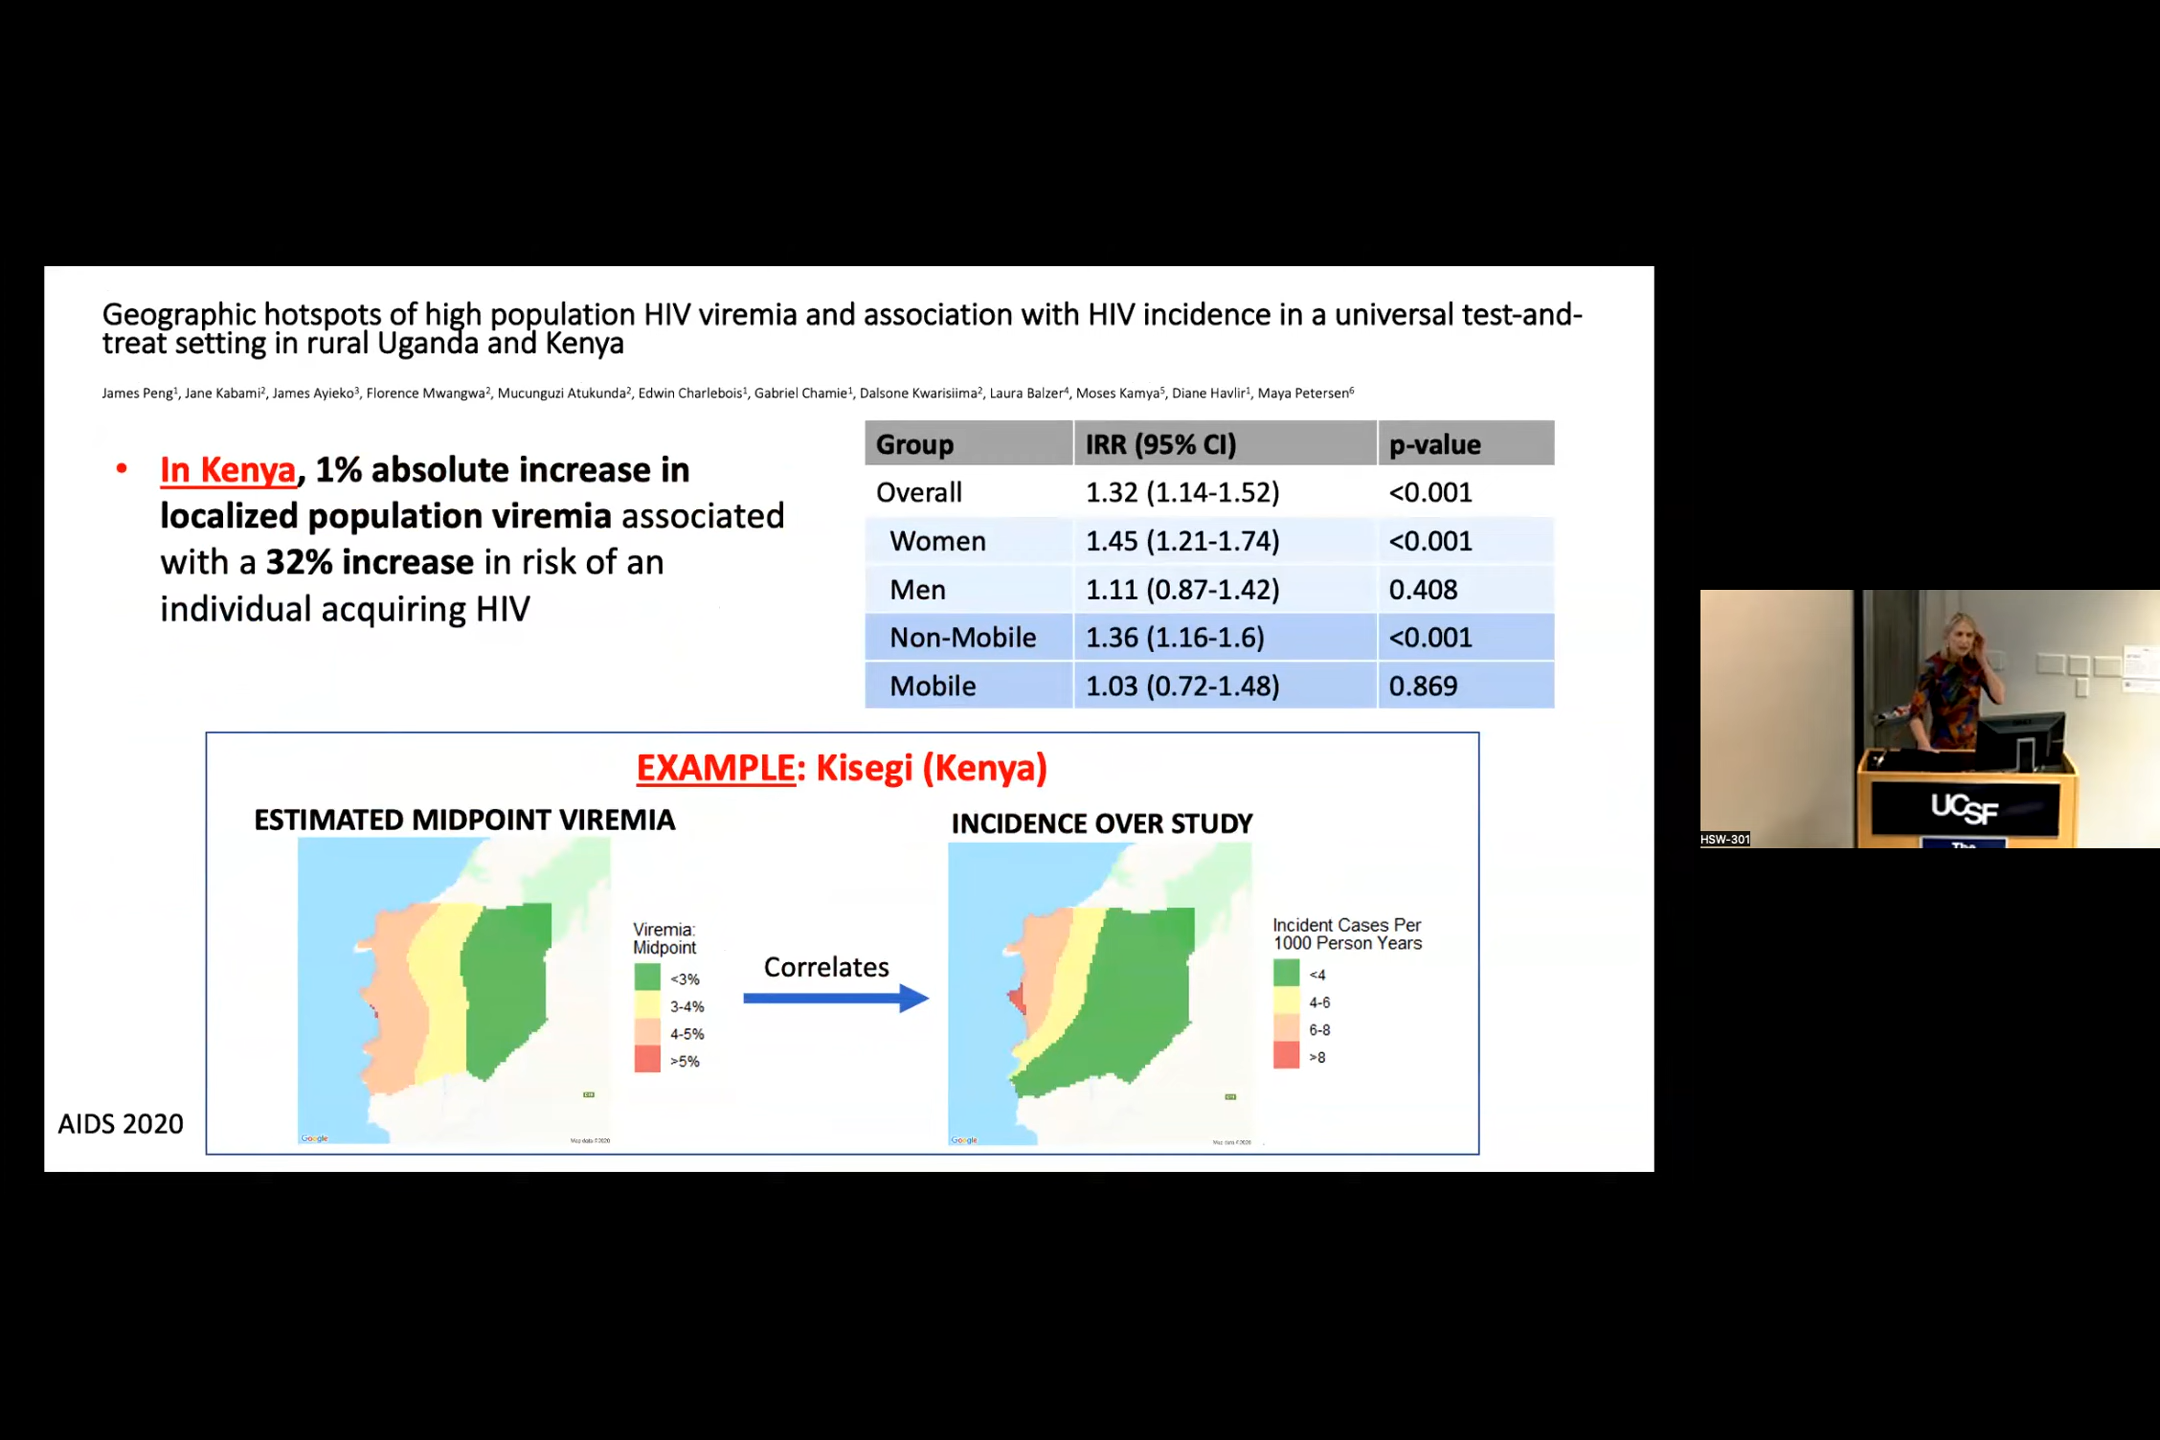 Geographic hotspots of high population HIV viremia and association with HIV incidence in a universal test-and-
treat setting in rural Uganda and Kenya
James Peng¹, Jane Kabami², James Ayieko³, Florence Mwangwa², Mucunguzi Atukunda², Edwin Charlebois¹, Gabriel Chamie¹, Dalsone Kwarisiima², Laura Balzer⁴, Moses Kamya⁵, Diane Havlir¹, Maya Petersen⁶
• In Kenya, 1% absolute increase in
localized population viremia associated
with a 32% increase in risk of an
individual acquiring HIV
Group IRR (95% CI) p-value
Overall 1.32 (1.14-1.52) <0.001
Women 1.45 (1.21-1.74) <0.001
Men 1.11 (0.87-1.42) 0.408
Non-Mobile 1.36 (1.16-1.6) <0.001
Mobile 1.03 (0.72-1.48) 0.869
EXAMPLE: Kisegi (Kenya)
ESTIMATED MIDPOINT VIREMIA
Viremia:
Midpoint
<3%
3-4%
4-5%
>5%
Google
Map data ©2020
Correlates
INCIDENCE OVER STUDY
Incident Cases Per
1000 Person Years
<4
4-6
6-8
>8
Google
Map data ©2020
AIDS 2020
UCSF
The
HSW-301